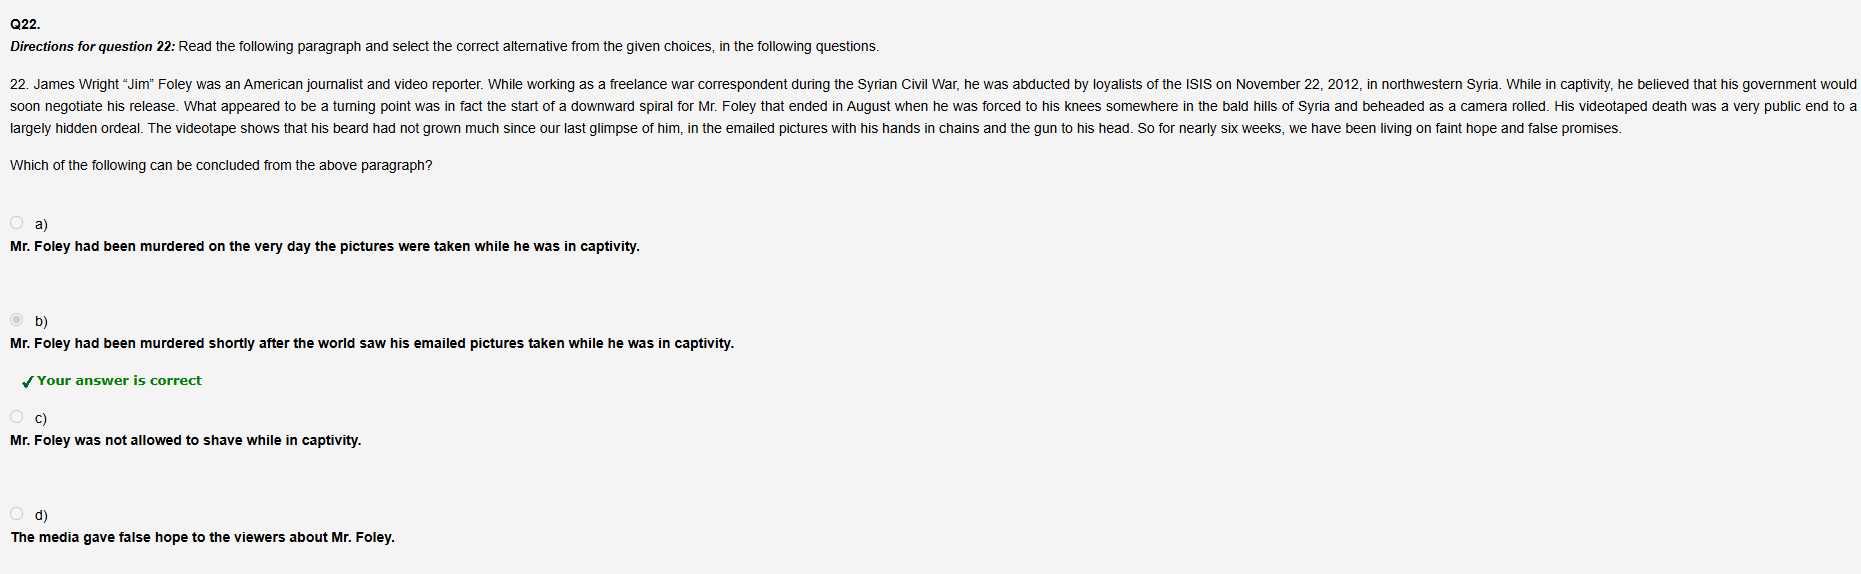 Q22.
Directions for question 22: Read the following paragraph and select the correct alternative from the given choices, in the following questions.
22. James Wright “Jim” Foley was an American journalist and video reporter. While working as a freelance war correspondent during the Syrian Civil War, he was abducted by loyalists of the ISIS on November 22, 2012, in northwestern Syria. While in captivity, he believed that his government would
soon negotiate his release. What appeared to be a turning point was in fact the start of a downward spiral for Mr. Foley that ended in August when he was forced to his knees somewhere in the bald hills of Syria and beheaded as a camera rolled. His videotaped death was a very public end to a
largely hidden ordeal. The videotape shows that his beard had not grown much since our last glimpse of him, in the emailed pictures with his hands in chains and the gun to his head. So for nearly six weeks, we have been living on faint hope and false promises.
Which of the following can be concluded from the above paragraph?
a)
Mr. Foley had been murdered on the very day the pictures were taken while he was in captivity.
b)
Mr. Foley had been murdered shortly after the world saw his emailed pictures taken while he was in captivity.
✓Your answer is correct
c)
Mr. Foley was not allowed to shave while in captivity.
d)
The media gave false hope to the viewers about Mr. Foley.